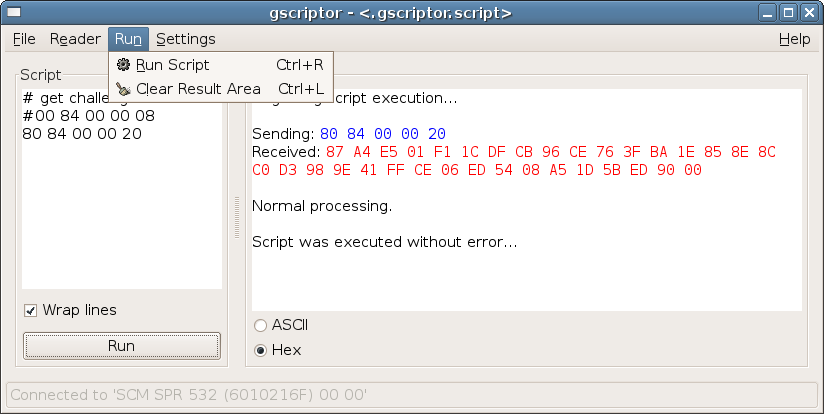 gscriptor - <.gscriptor.script>
File Reader Run Settings Help
Run Script Ctrl+R
Clear Result Area Ctrl+L
Script
# get
#00 84 00 00 08
80 84 00 00 20
script execution...
Sending: 80 84 00 00 20
Received: 87 A4 E5 01 F1 1C DF CB 96 CE 76 3F BA 1E 85 8E 8C
C0 D3 98 9E 41 FF CE 06 ED 54 08 A5 1D 5B ED 90 00
Normal processing.
Script was executed without error...
Wrap lines
Run
ASCII
Hex
Connected to 'SCM SPR 532 (6010216F) 00 00'